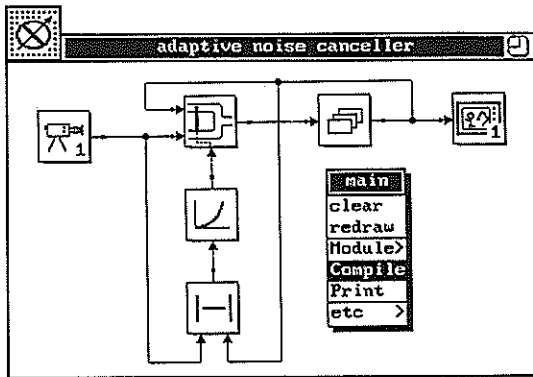 adaptive noise canceller
1
1
main
clear
redraw
Module>
Compile
Print
etc >